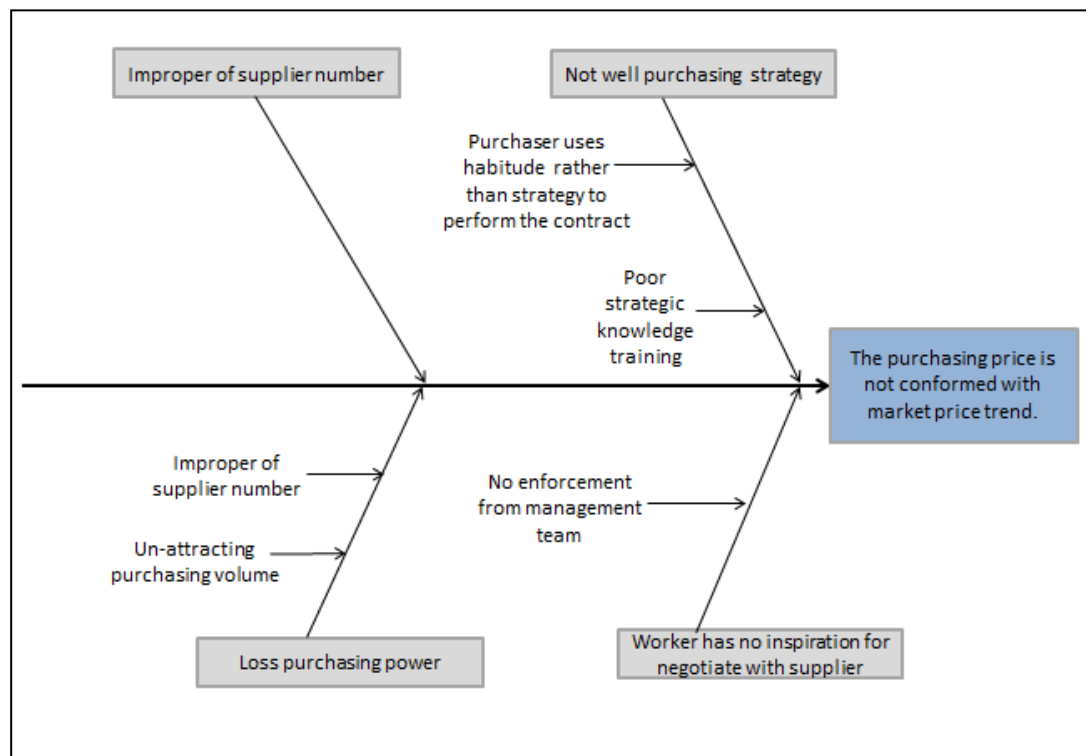 Improper of supplier number
Not well purchasing strategy
Purchaser uses
habitude rather
than strategy to
perform the contract
Poor
strategic
knowledge
training
The purchasing price is
not conformed with
market price trend.
Improper of
supplier number
Un-attracting
purchasing volume
No enforcement
from management
team
Loss purchasing power
Worker has no inspiration for
negotiate with supplier